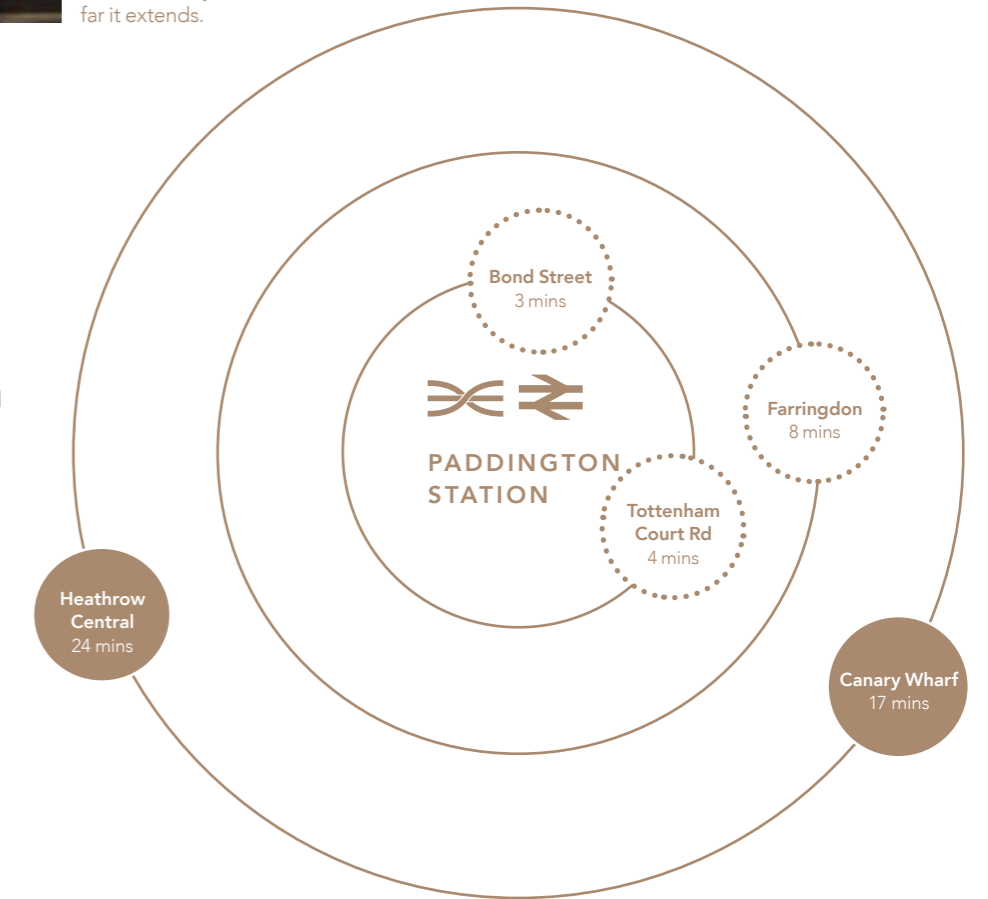 far it extends.
Bond Street
3 mins
Farringdon
8 mins
PADDINGTON
STATION
Tottenham
Court Rd
4 mins
Heathrow
Central
24 mins
Canary Wharf
17 mins